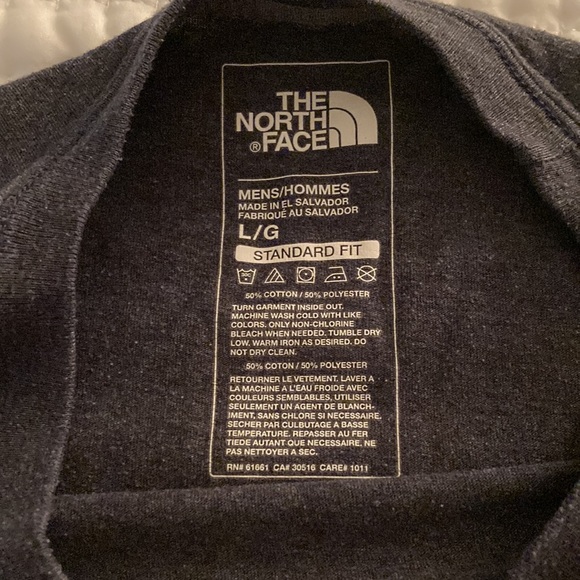 THE
NORTH
® FACE
MENS/HOMMES
MADE IN EL SALVADOR
FABRIQUÉ AU SALVADOR
L/G
STANDARD FIT
50% COTTON / 50% POLYESTER
TURN GARMENT INSIDE OUT.
MACHINE WASH COLD WITH LIKE
COLORS. ONLY NON-CHLORINE
BLEACH WHEN NEEDED. TUMBLE DRY
LOW. WARM IRON AS DESIRED. DO
NOT DRY CLEAN.
50% COTTON / 50% POLYESTER
RETOURNER LE VETEMENT. LAVER A
LA MACHINE A L'EAU FROIDE AVEC
COULEURS SEMBLABLES, UTILISER
SEULEMENT UN AGENT DE BLANCH-
IMENT, SANS CHLORE SI NECESSAIRE.
SECHER PAR CULBUTAGE A BASSE
TEMPERATURE. REPASSER AU FER
TIEDE AUTANT QUE NECESSAIRE, NE
PAS NETTOYER A SEC.
RN# 61661 CA# 30516 CARE# 1011